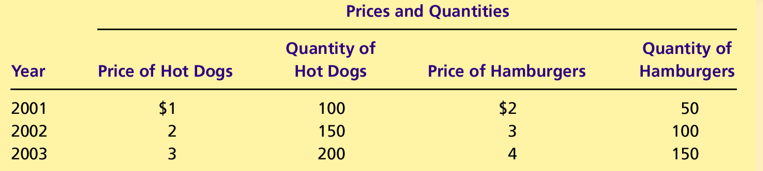 Prices and Quantities
Quantity of Quantity of
Year Price of Hot Dogs Hot Dogs Price of Hamburgers Hamburgers
2001 $1 100 $2 50
2002 2 150 3 100
2003 3 200 4 150